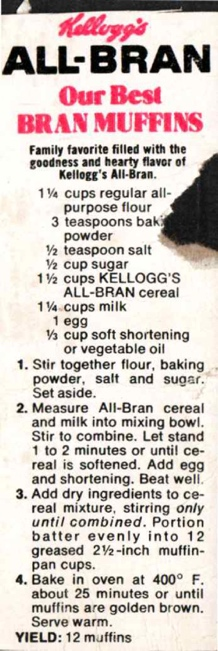 Kellogg's
ALL-BRAN
Our Best
BRAN MUFFINS
Family favorite filled with the
goodness and hearty flavor of
Kellogg's All-Bran.
1¼ cups regular all-
purpose flour
3 teaspoons baki
powder
½ teaspoon salt
½ cup sugar
1½ cups KELLOGG'S
ALL-BRAN cereal
1¼ cups milk
1 egg
⅓ cup soft shortening
or vegetable oil
1. Stir together flour, baking
powder, salt and sugar.
Set aside.
2. Measure All-Bran cereal
and milk into mixing bowl.
Stir to combine. Let stand
1 to 2 minutes or until ce-
real is softened. Add egg
and shortening. Beat well.
3. Add dry ingredients to ce-
real mixture, stirring only
until combined. Portion
batter evenly into 12
greased 2½-inch muffin-
pan cups.
4. Bake in oven at 400° F.
about 25 minutes or until
muffins are golden brown.
Serve warm.
YIELD: 12 muffins